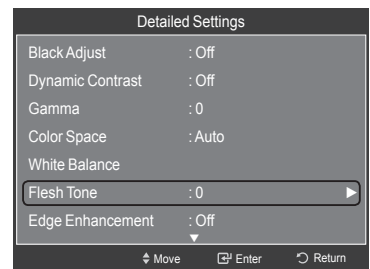 Detailed Settings
Black Adjust : Off
Dynamic Contrast : Off
Gamma : 0
Color Space : Auto
White Balance
Flesh Tone : 0
Edge Enhancement : Off
Move Enter Return